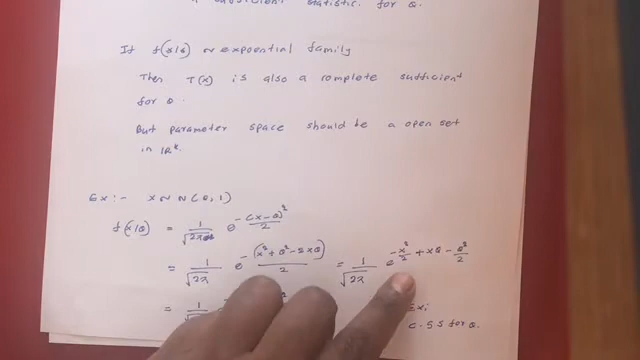 a sufficient statistic for θ.
If f(x|θ) ~ expoential family
Then T(x) is also a complete sufficient
for θ.
But parameter space should be a open set
in ℝᵏ.
Ex:- X ~ N(θ, 1)
f(x|θ) = 1/√2π e^(-(x-θ)²/2)
= 1/√2π e^(-(x²+θ²-2xθ)/2) = 1/√2π e^(-x²/2 + xθ - θ²/2)
= 1/√2π
Σxi
C.S.S for θ.